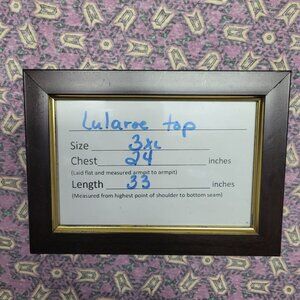 Lularoe top
Size 3XL
Chest 24 inches
(Laid flat and measured armpit to armpit)
Length 33 inches
(Measured from highest point of shoulder to bottom seam)